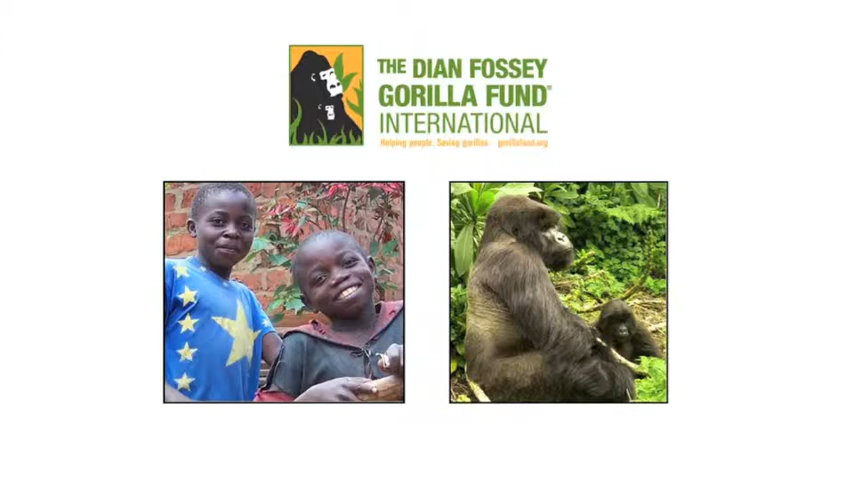 THE DIAN FOSSEY
GORILLA FUND®
INTERNATIONAL
Helping people. Saving gorillas. gorillafund.org